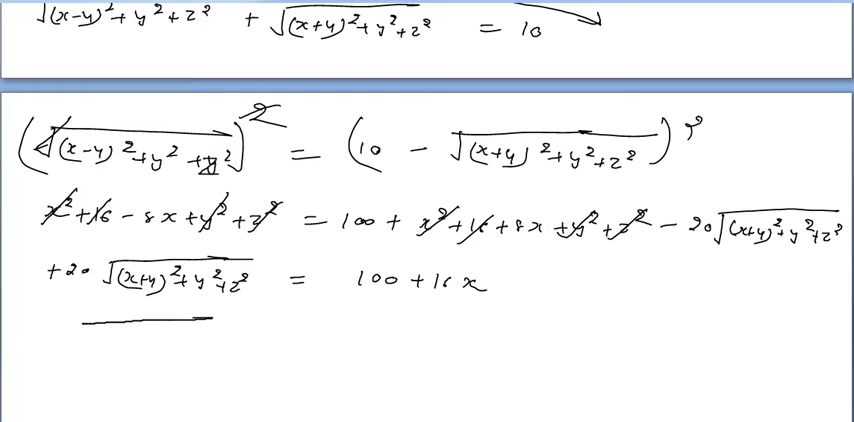 √(x-4)²+y²+z² + √(x+4)²+y²+z² = 10
(√(x-4)²+y²+z²)² = (10 - √(x+4)²+y²+z²)²
x²+16-8x+y²+z² = 100+x²+16+8x+y²+z²-20√(x+4)²+y²+z²
+20√(x+4)²+y²+z² = 100+16x